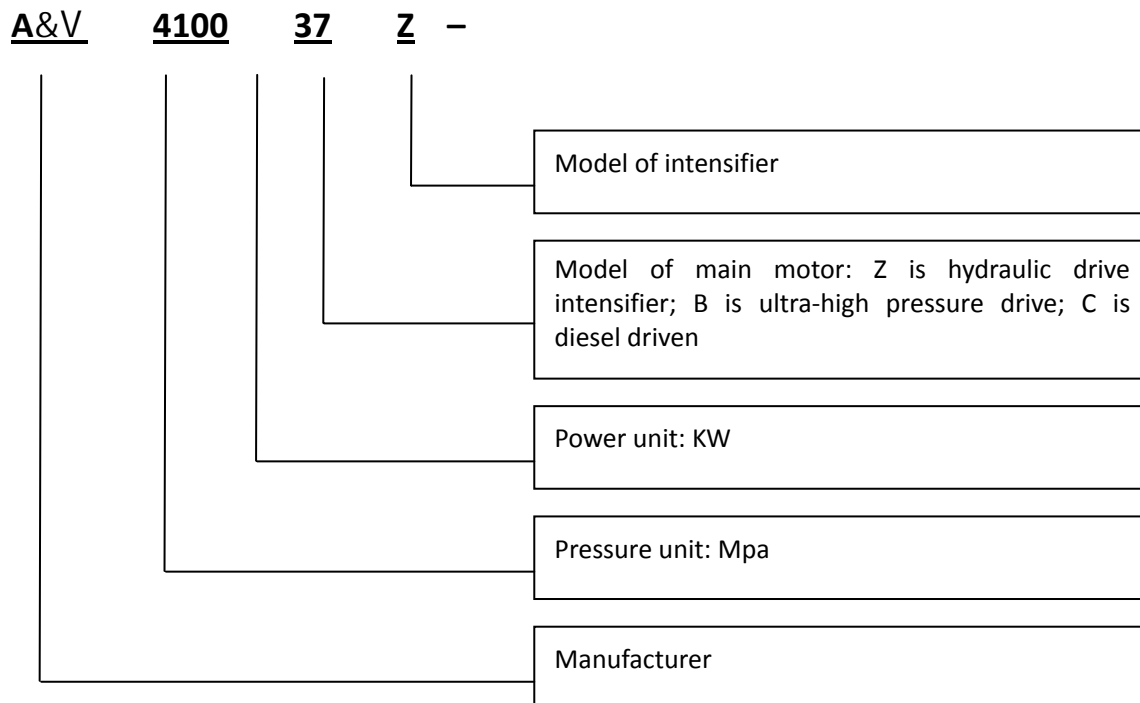 A&V 4100 37 Z –
Model of intensifier
Model of main motor: Z is hydraulic drive
intensifier; B is ultra-high pressure drive; C is
diesel driven
Power unit: KW
Pressure unit: Mpa
Manufacturer